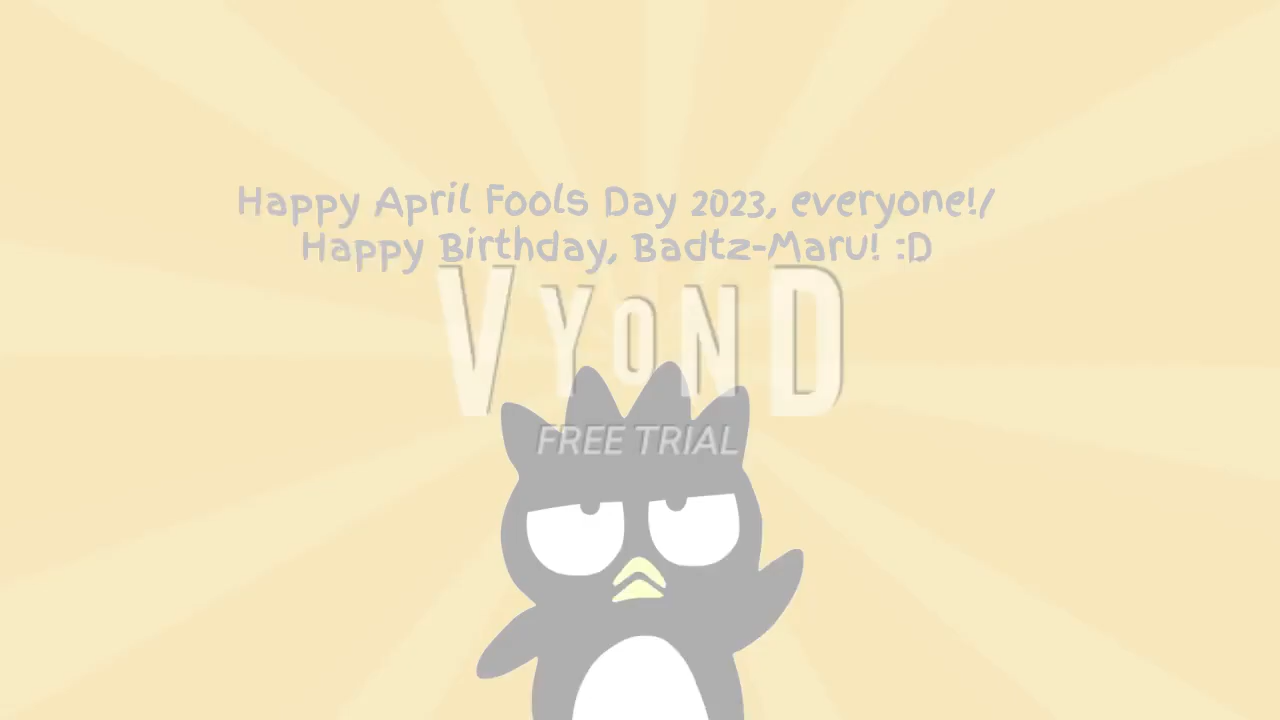 Happy April Fools Day 2023, everyone!/
Happy Birthday, Badtz-Maru! :D
VYOND
FREE TRIAL